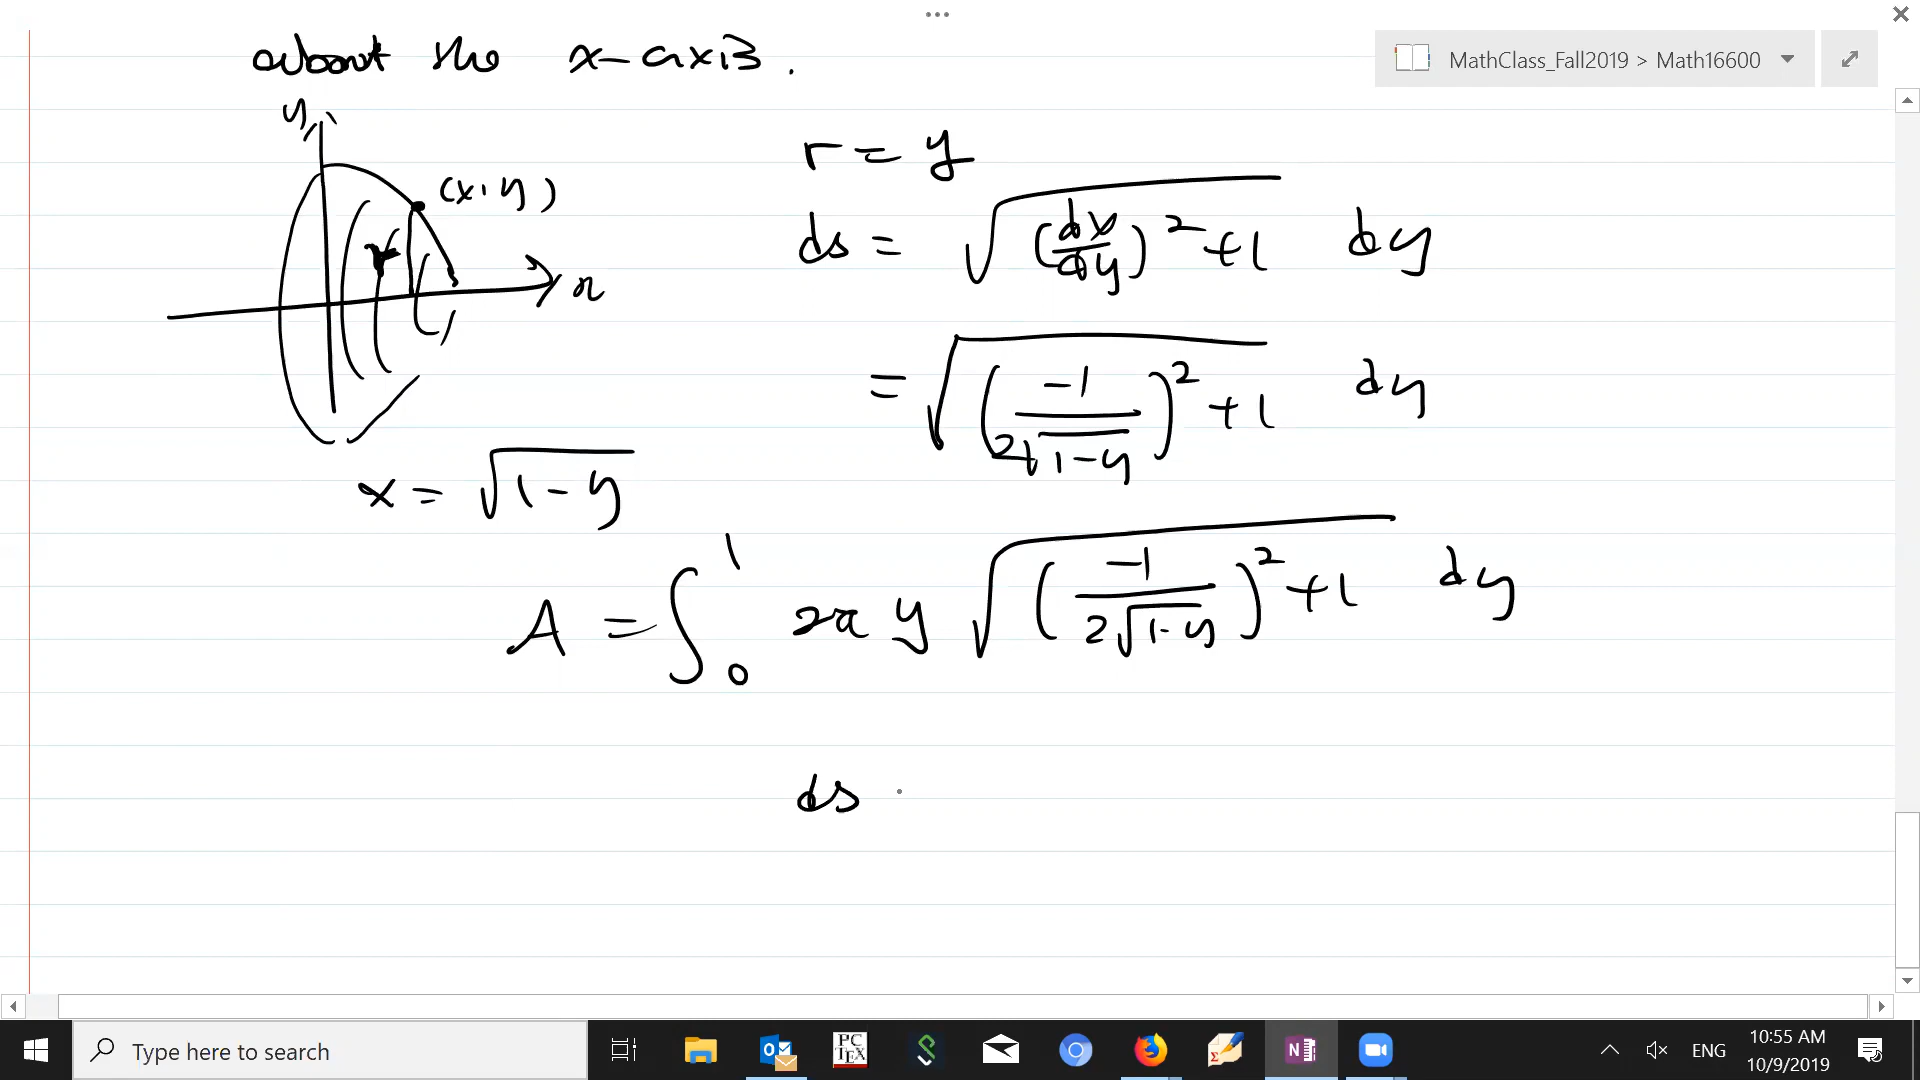 about the x-axis.
MathClass_Fall2019 > Math16600
y
(x, y)
r
x
r = y
ds = √((dx/dy)² + 1) dy
= √((-1/(2√(1-y)))² + 1) dy
x = √(1-y)
A = ∫₀¹ 2π y √((-1/(2√(1-y)))² + 1) dy
ds
Type here to search
PC TEX
ENG
10:55 AM
10/9/2019